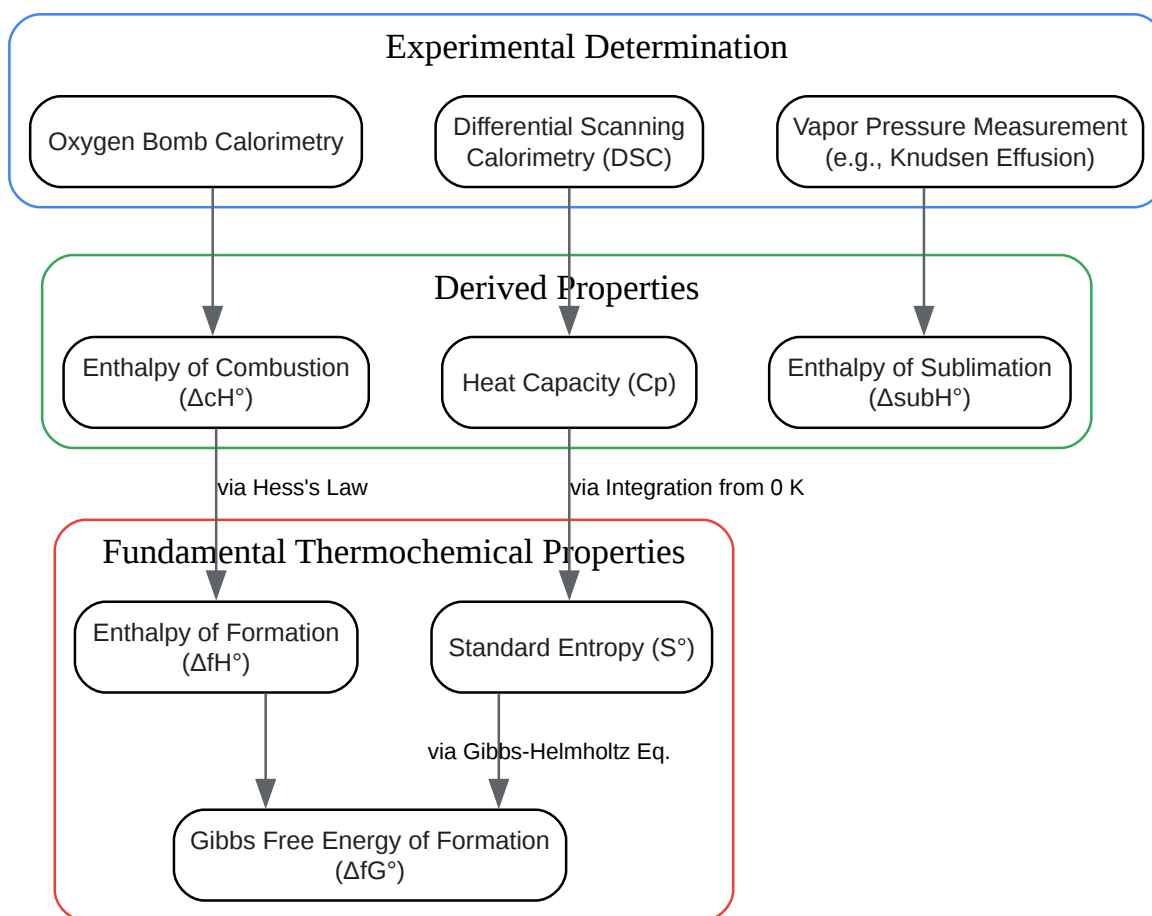 Experimental Determination
Oxygen Bomb Calorimetry
Differential Scanning
Calorimetry (DSC)
Vapor Pressure Measurement
(e.g., Knudsen Effusion)
Derived Properties
Enthalpy of Combustion
(ΔcH°)
Heat Capacity (Cp)
Enthalpy of Sublimation
(ΔsubH°)
via Hess's Law
via Integration from 0 K
Fundamental Thermochemical Properties
Enthalpy of Formation
(ΔfH°)
Standard Entropy (S°)
via Gibbs-Helmholtz Eq.
Gibbs Free Energy of Formation
(ΔfG°)